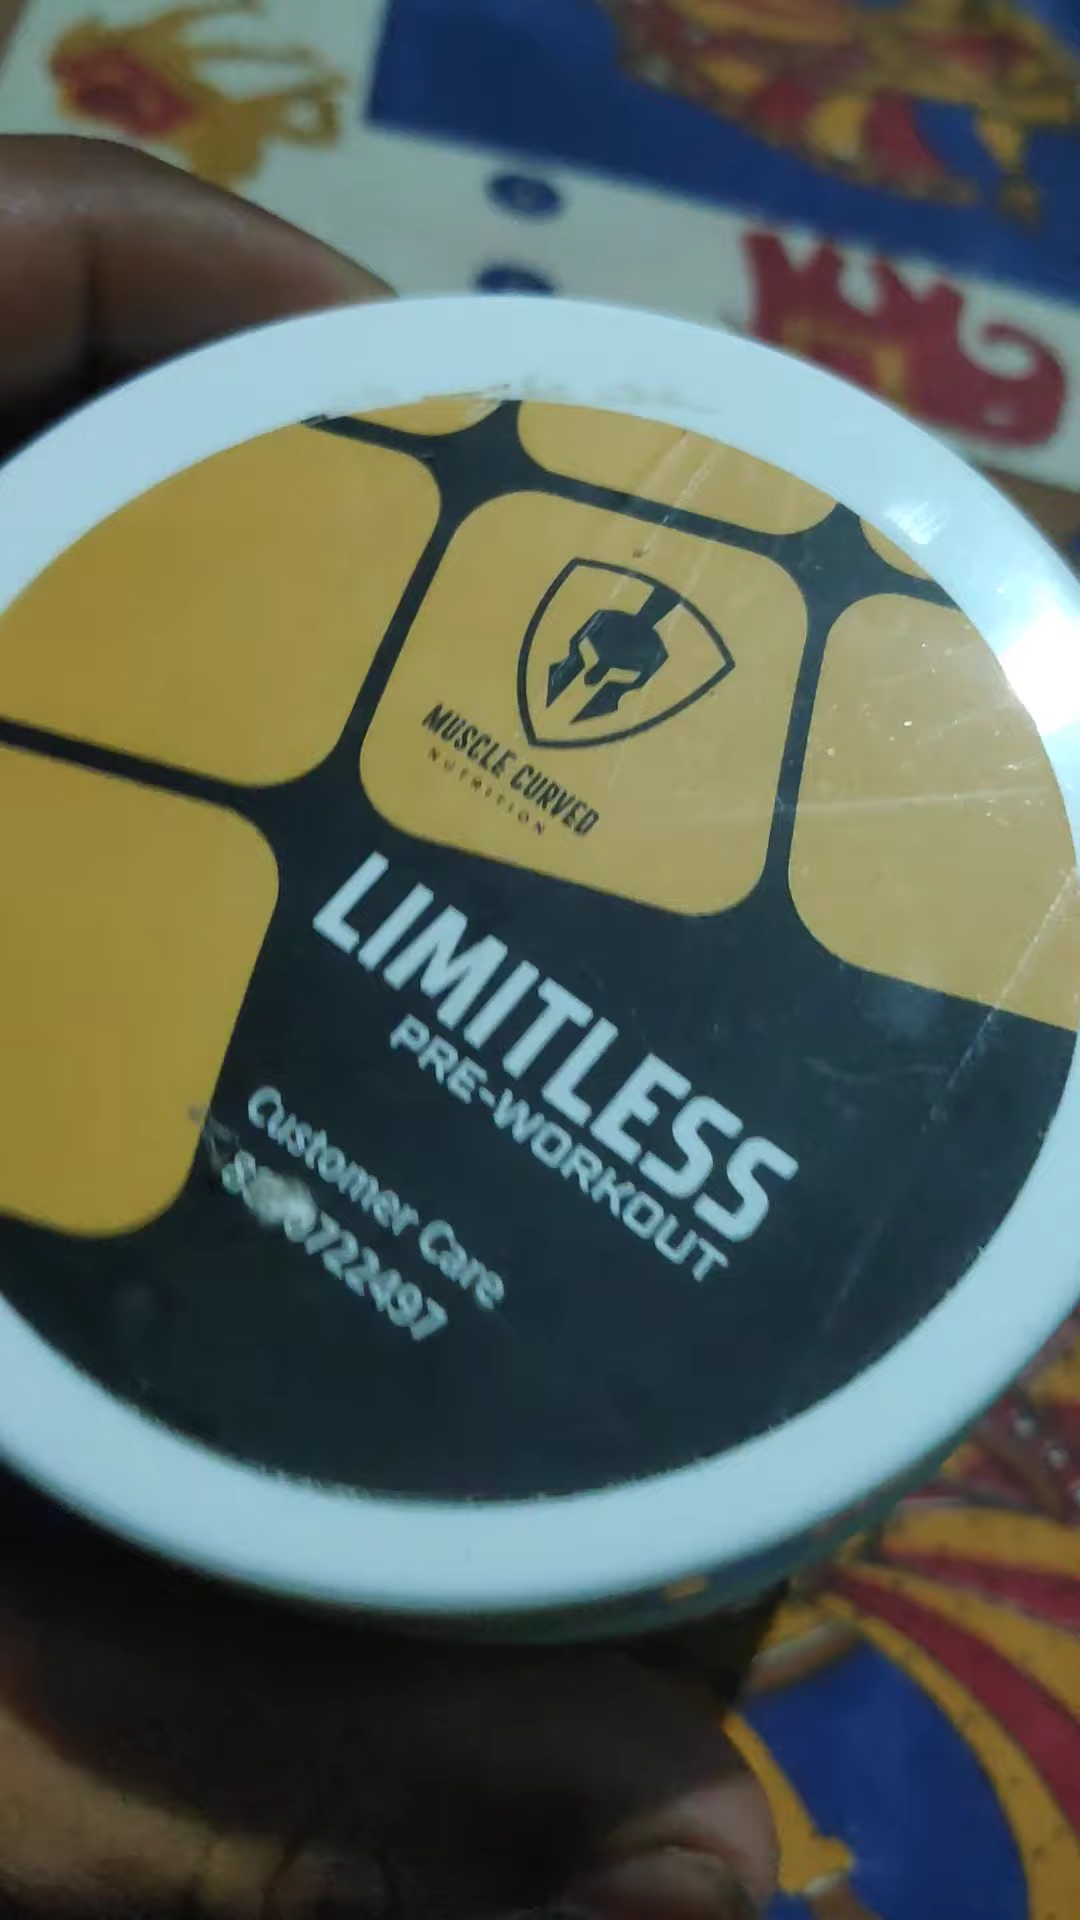 MUSCLE CURVED
NUTRITION
LIMITLESS
PRE-WORKOUT
Customer Care